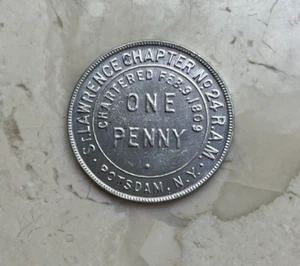 ST. LAWRENCE CHAPTER NO 24 R.A.M.
POTSDAM, N.Y.
CHARTERED FEB. 9, 1809
ONE
PENNY